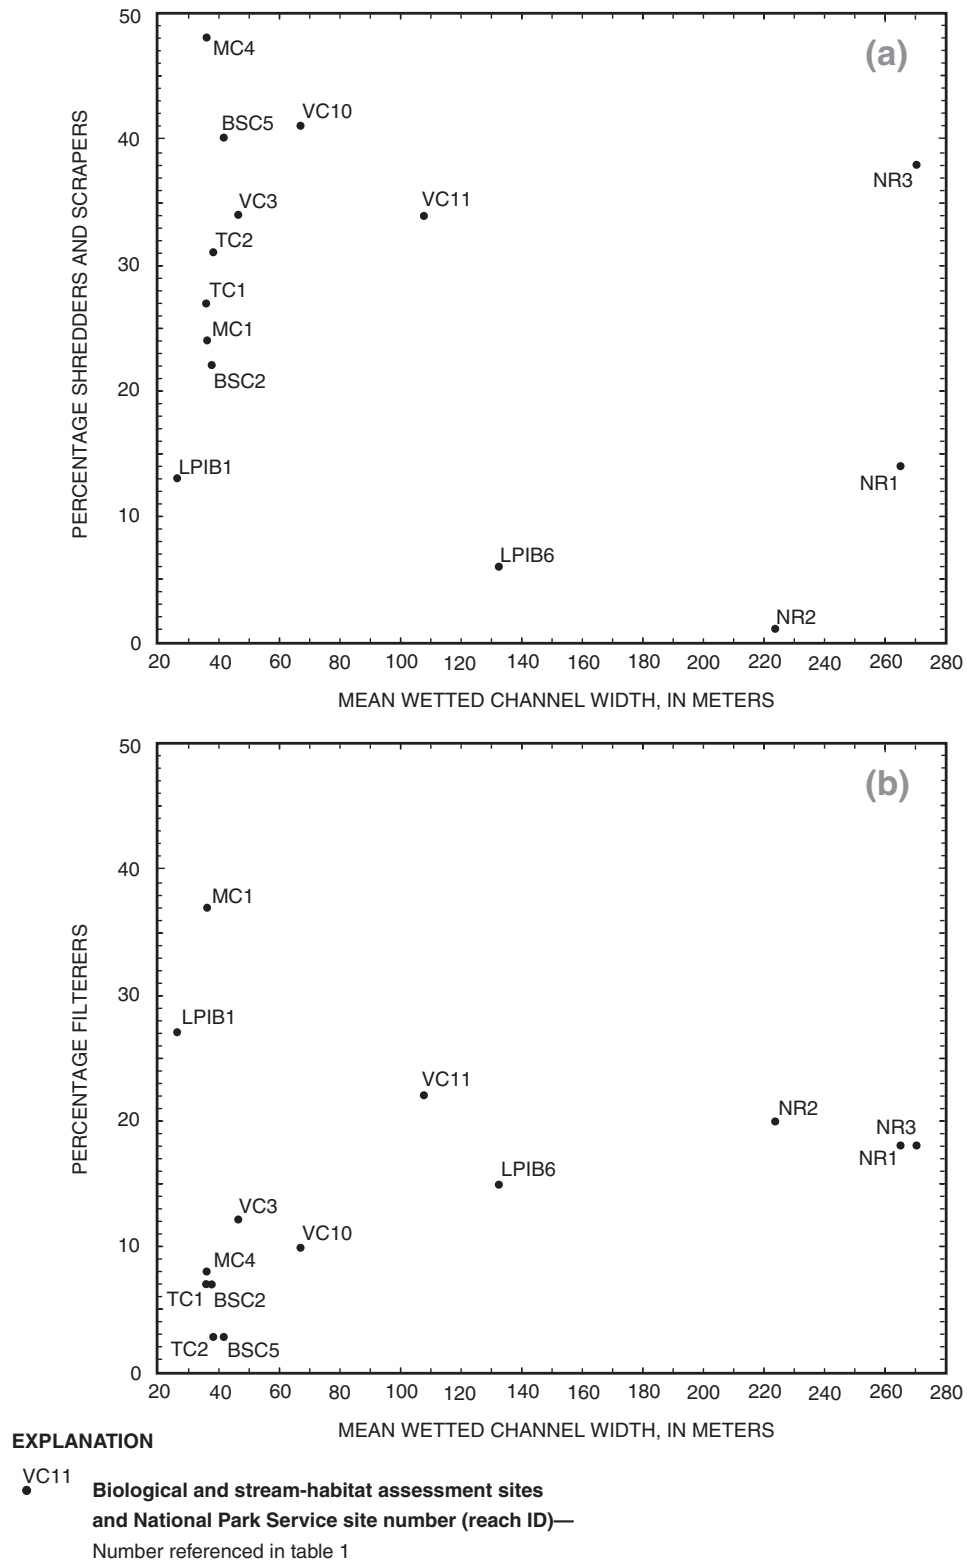 50
(a)
MC4
VC10
BSC5
40
NR3
VC3
VC11
TC2
30
TC1
MC1
BSC2
20
LPIB1
NR1
10
LPIB6
NR2
0
PERCENTAGE SHREDDERS AND SCRAPERS
20 40 60 80 100 120 140 160 180 200 220 240 260 280
MEAN WETTED CHANNEL WIDTH, IN METERS
50
(b)
40
MC1
30
LPIB1
VC11
NR2
20
NR3
NR1
LPIB6
VC3
VC10
10
MC4
TC1 BSC2
TC2 BSC5
0
PERCENTAGE FILTERERS
20 40 60 80 100 120 140 160 180 200 220 240 260 280
MEAN WETTED CHANNEL WIDTH, IN METERS
EXPLANATION
VC11
Biological and stream-habitat assessment sites
and National Park Service site number (reach ID)—
Number referenced in table 1